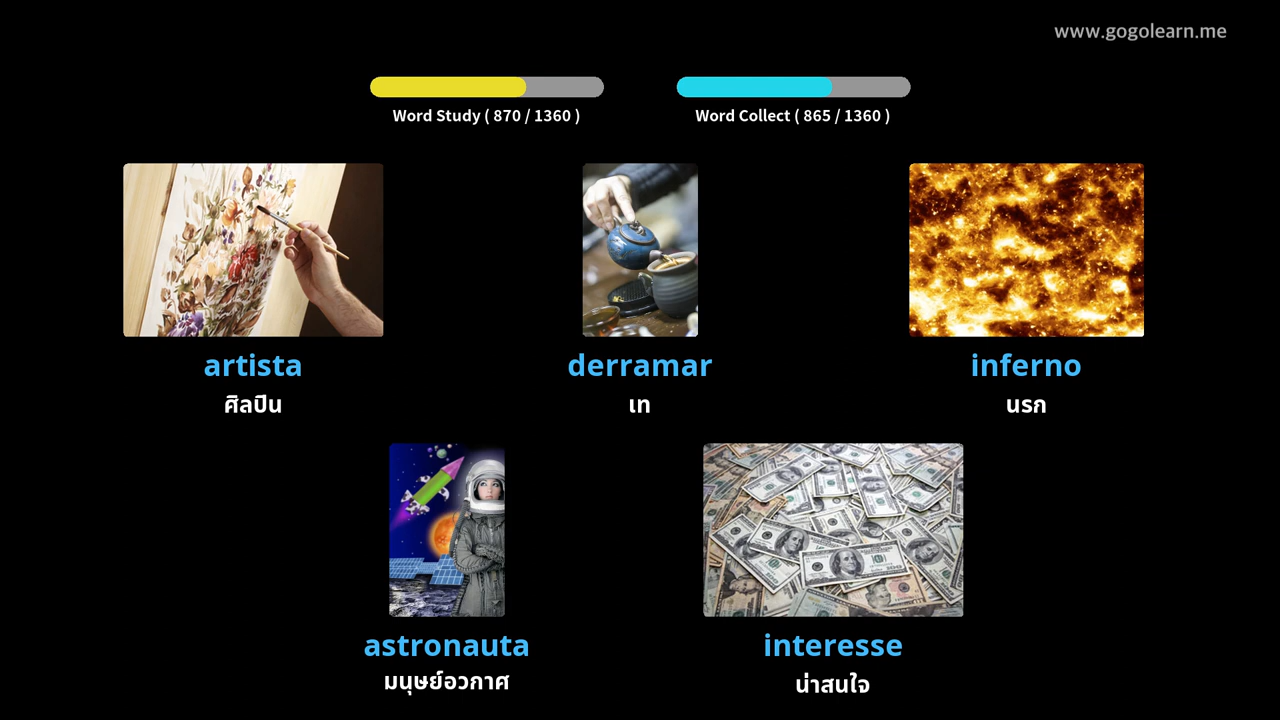 www.gogolearn.me
Word Study ( 870 / 1360 )
Word Collect ( 865 / 1360 )
artista
ศิลปิน
derramar
เท
inferno
นรก
astronauta
มนุษย์อวกาศ
interesse
น่าสนใจ